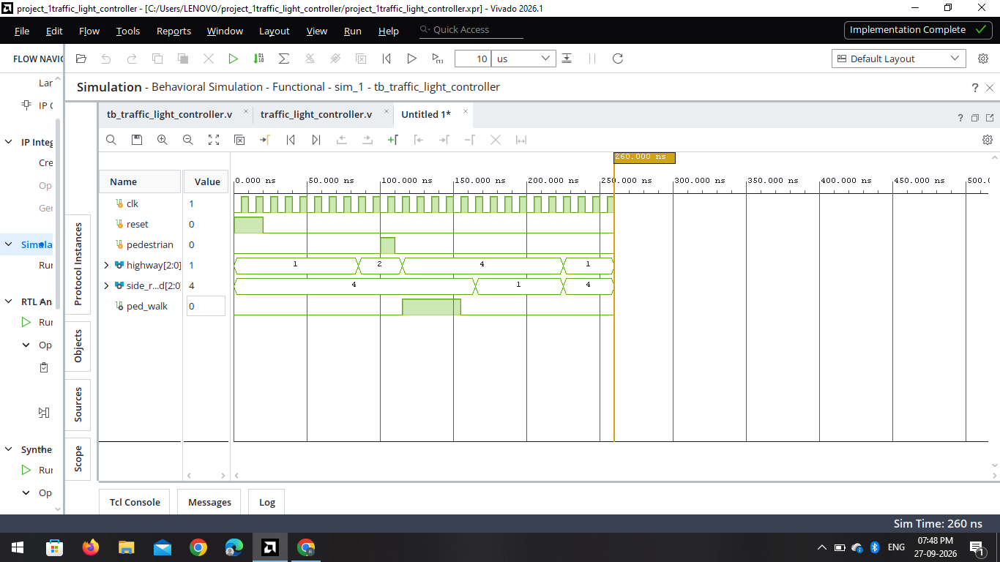 project_1traffic_light_controller - [C:/Users/LENOVO/project_1traffic_light_controller/project_1traffic_light_controller.xpr] - Vivado 2026.1
File Edit Flow Tools Reports Window Layout View Run Help Quick Access Implementation Complete
FLOW NAVIG 10 us Default Layout
Simulation - Behavioral Simulation - Functional - sim_1 - tb_traffic_light_controller
Lar
IP C
IP Integ
Cre
Op
Ger
Simula
Run
RTL An
Run
Op
Synthe
Run
Op
Protocol Instances
Objects
Sources
Scope
tb_traffic_light_controller.v traffic_light_controller.v Untitled 1*
260.000 ns
Name Value 0.000 ns 50.000 ns 100.000 ns 150.000 ns 200.000 ns 250.000 ns 300.000 ns 350.000 ns 400.000 ns 450.000 ns 500.
clk 1
reset 0
pedestrian 0
highway[2:0] 1 1 2 4 1
side_r...d[2:0] 4 4 1 4
ped_walk 0
Tcl Console Messages Log
Sim Time: 260 ns
ENG 07:48 PM
27-09-2026 1